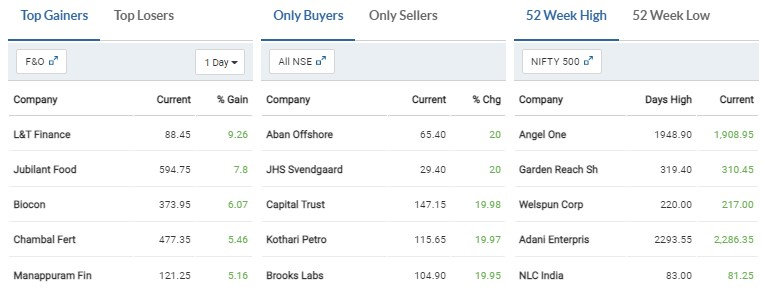 Top Gainers Top Losers Only Buyers Only Sellers 52 Week High 52 Week Low
F&O 1 Day All NSE NIFTY 500
Company Current % Gain Company Current % Chg Company Days High Current
L&T Finance 88.45 9.26 Aban Offshore 65.40 20 Angel One 1948.90 1,908.95
Jubilant Food 594.75 7.8 JHS Svendgaard 29.40 20 Garden Reach Sh 319.40 310.45
Biocon 373.95 6.07 Capital Trust 147.15 19.98 Welspun Corp 220.00 217.00
Chambal Fert 477.35 5.46 Kothari Petro 115.65 19.97 Adani Enterpris 2293.55 2,286.35
Manappuram Fin 121.25 5.16 Brooks Labs 104.90 19.95 NLC India 83.00 81.25